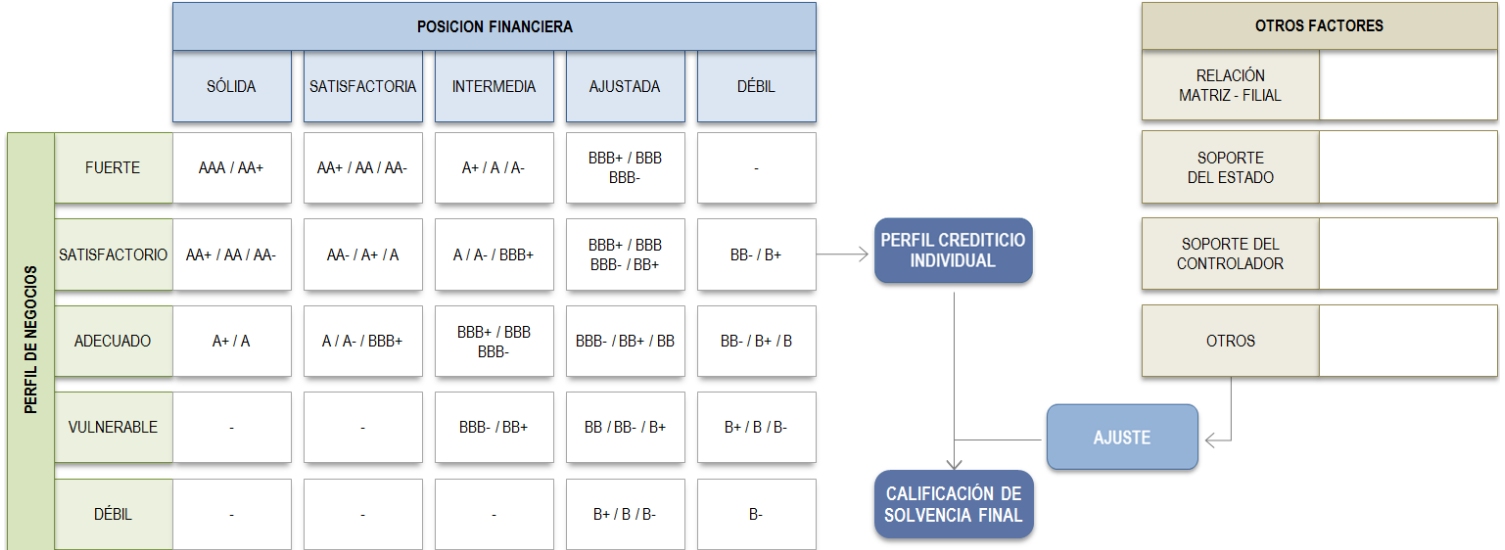 POSICION FINANCIERA
OTROS FACTORES
SÓLIDA
SATISFACTORIA
INTERMEDIA
AJUSTADA
DÉBIL
RELACIÓN
MATRIZ - FILIAL
PERFIL DE NEGOCIOS
FUERTE
AAA / AA+
AA+ / AA / AA-
A+ / A / A-
BBB+ / BBB
BBB-
-
SOPORTE
DEL ESTADO
SATISFACTORIO
AA+ / AA / AA-
AA- / A+ / A
A / A- / BBB+
BBB+ / BBB
BBB- / BB+
BB- / B+
PERFIL CREDITICIO
INDIVIDUAL
SOPORTE DEL
CONTROLADOR
ADECUADO
A+ / A
A / A- / BBB+
BBB+ / BBB
BBB-
BBB- / BB+ / BB
BB- / B+ / B
OTROS
VULNERABLE
-
-
BBB- / BB+
BB / BB- / B+
B+ / B / B-
AJUSTE
DÉBIL
-
-
-
B+ / B / B-
B-
CALIFICACIÓN DE
SOLVENCIA FINAL